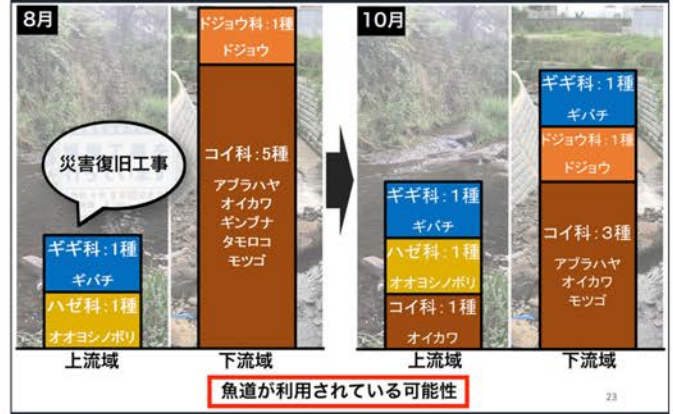 8月
ドジョウ科:1種
ドジョウ
コイ科:5種
アブラハヤ
オイカワ
ギンブナ
タモロコ
モツゴ
災害復旧工事
ギギ科:1種
ギバチ
ハゼ科:1種
オオヨシノボリ
上流域
下流域
10月
ギギ科:1種
ギバチ
ハゼ科:1種
オオヨシノボリ
コイ科:1種
オイカワ
ギギ科:1種
ギバチ
ドジョウ科:1種
ドジョウ
コイ科:3種
アブラハヤ
オイカワ
モツゴ
上流域
下流域
魚道が利用されている可能性
23